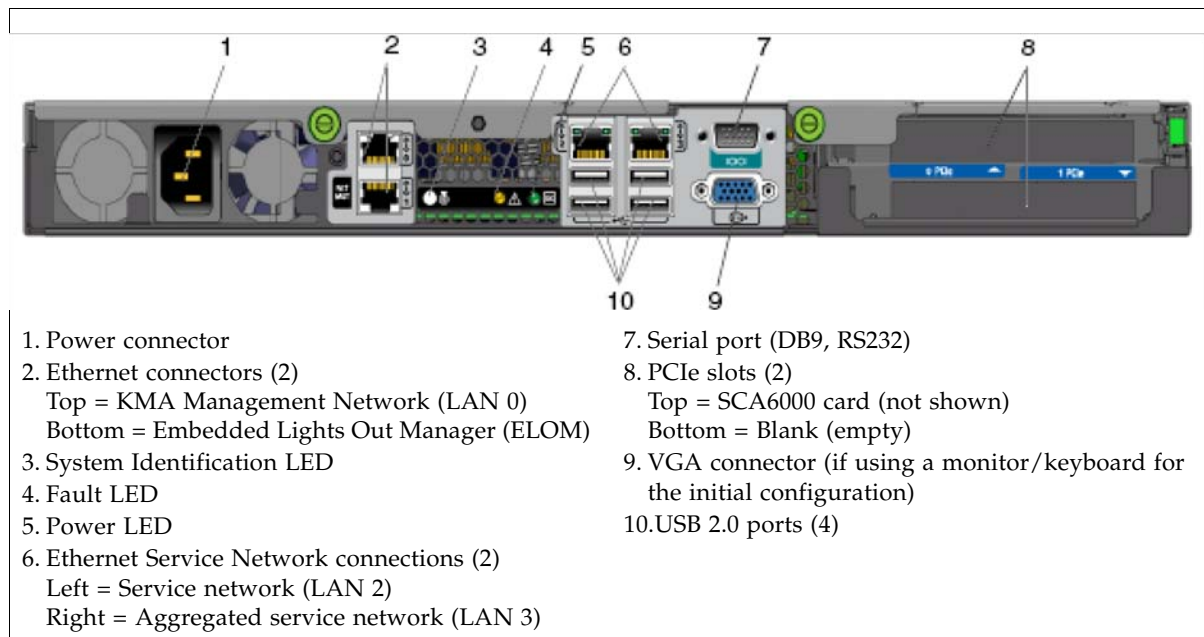 1 2 3 4 5 6 7 8
NET MGT
0 PCIe 1 PCIe
10 9
1. Power connector
2. Ethernet connectors (2)
Top = KMA Management Network (LAN 0)
Bottom = Embedded Lights Out Manager (ELOM)
3. System Identification LED
4. Fault LED
5. Power LED
6. Ethernet Service Network connections (2)
Left = Service network (LAN 2)
Right = Aggregated service network (LAN 3)
7. Serial port (DB9, RS232)
8. PCIe slots (2)
Top = SCA6000 card (not shown)
Bottom = Blank (empty)
9. VGA connector (if using a monitor/keyboard for
the initial configuration)
10.USB 2.0 ports (4)